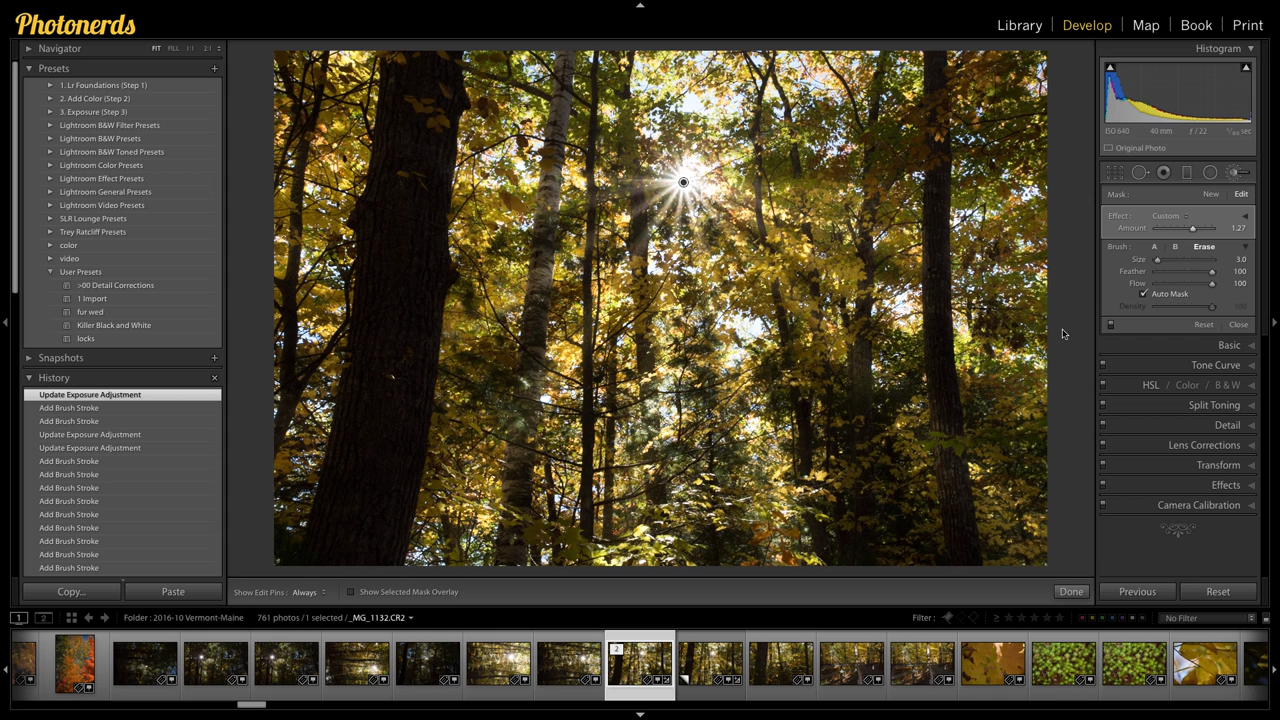 Photonerds
Library | Develop | Map | Book | Print
Navigator FIT FILL 1:1 2:1
Presets +
1. Lr Foundations (Step 1)
2. Add Color (Step 2)
3. Exposure (Step 3)
Lightroom B&W Filter Presets
Lightroom B&W Presets
Lightroom B&W Toned Presets
Lightroom Color Presets
Lightroom Effect Presets
Lightroom General Presets
Lightroom Video Presets
SLR Lounge Presets
Trey Ratcliff Presets
color
video
User Presets
>00 Detail Corrections
1 Import
fur wed
Killer Black and White
locks
Snapshots +
History ×
Update Exposure Adjustment
Add Brush Stroke
Add Brush Stroke
Update Exposure Adjustment
Update Exposure Adjustment
Add Brush Stroke
Add Brush Stroke
Add Brush Stroke
Add Brush Stroke
Add Brush Stroke
Add Brush Stroke
Add Brush Stroke
Add Brush Stroke
Add Brush Stroke
Copy... Paste
Histogram
ISO 640 40 mm ƒ / 22 sec
Original Photo
Mask : New Edit
Effect : Custom
Amount 1.27
Brush : A B Erase
Size 3.0
Feather 100
Flow 100
Auto Mask
Density 100
Reset Close
Basic
Tone Curve
HSL / Color / B & W
Split Toning
Detail
Lens Corrections
Transform
Effects
Camera Calibration
Show Edit Pins : Always Show Selected Mask Overlay Done
Previous Reset
1 2 Folder : 2016-10 Vermont-Maine 761 photos / 1 selected / _MG_1132.CR2 Filter : No Filter
2